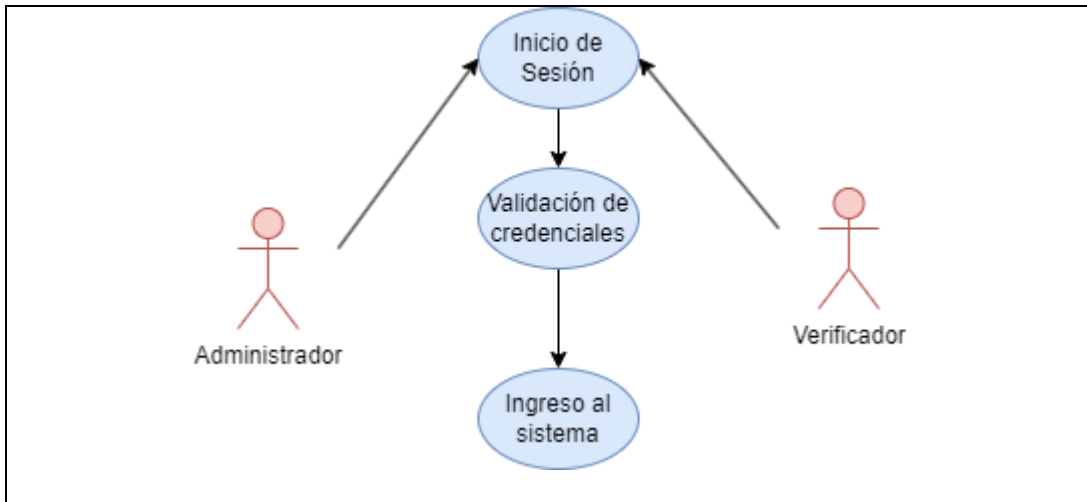 Inicio de
Sesión
Validación de
credenciales
Administrador
Verificador
Ingreso al
sistema